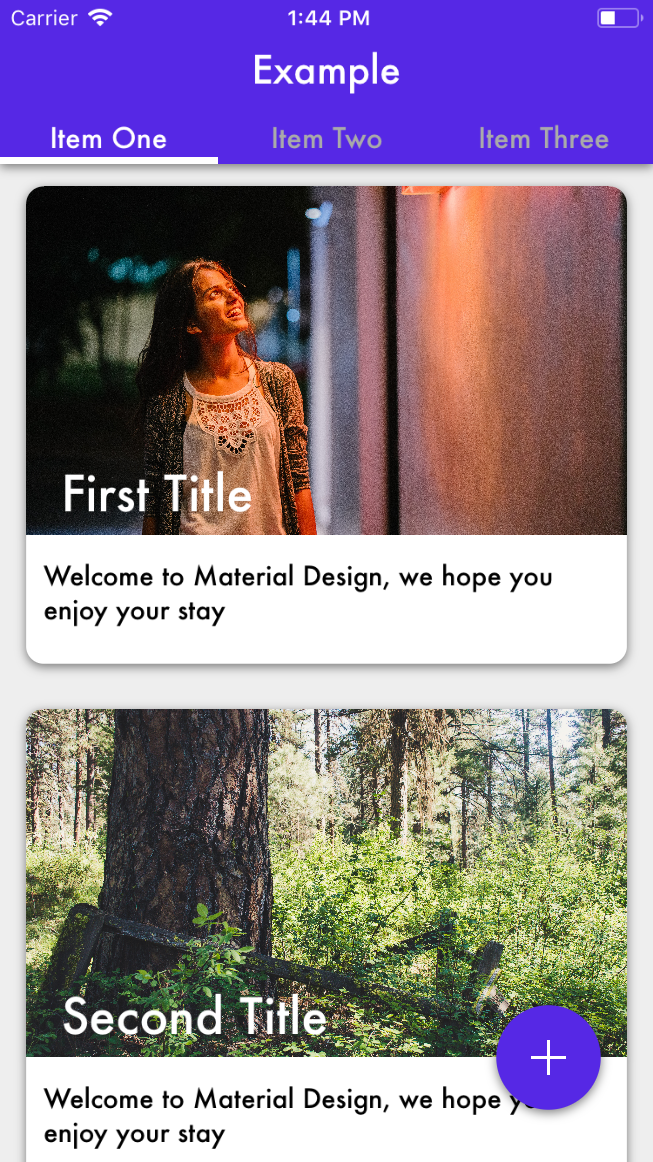 Carrier 1:44 PM
Example
Item One Item Two Item Three
First Title
Welcome to Material Design, we hope you
enjoy your stay
Second Title
Welcome to Material Design, we hope
enjoy your stay